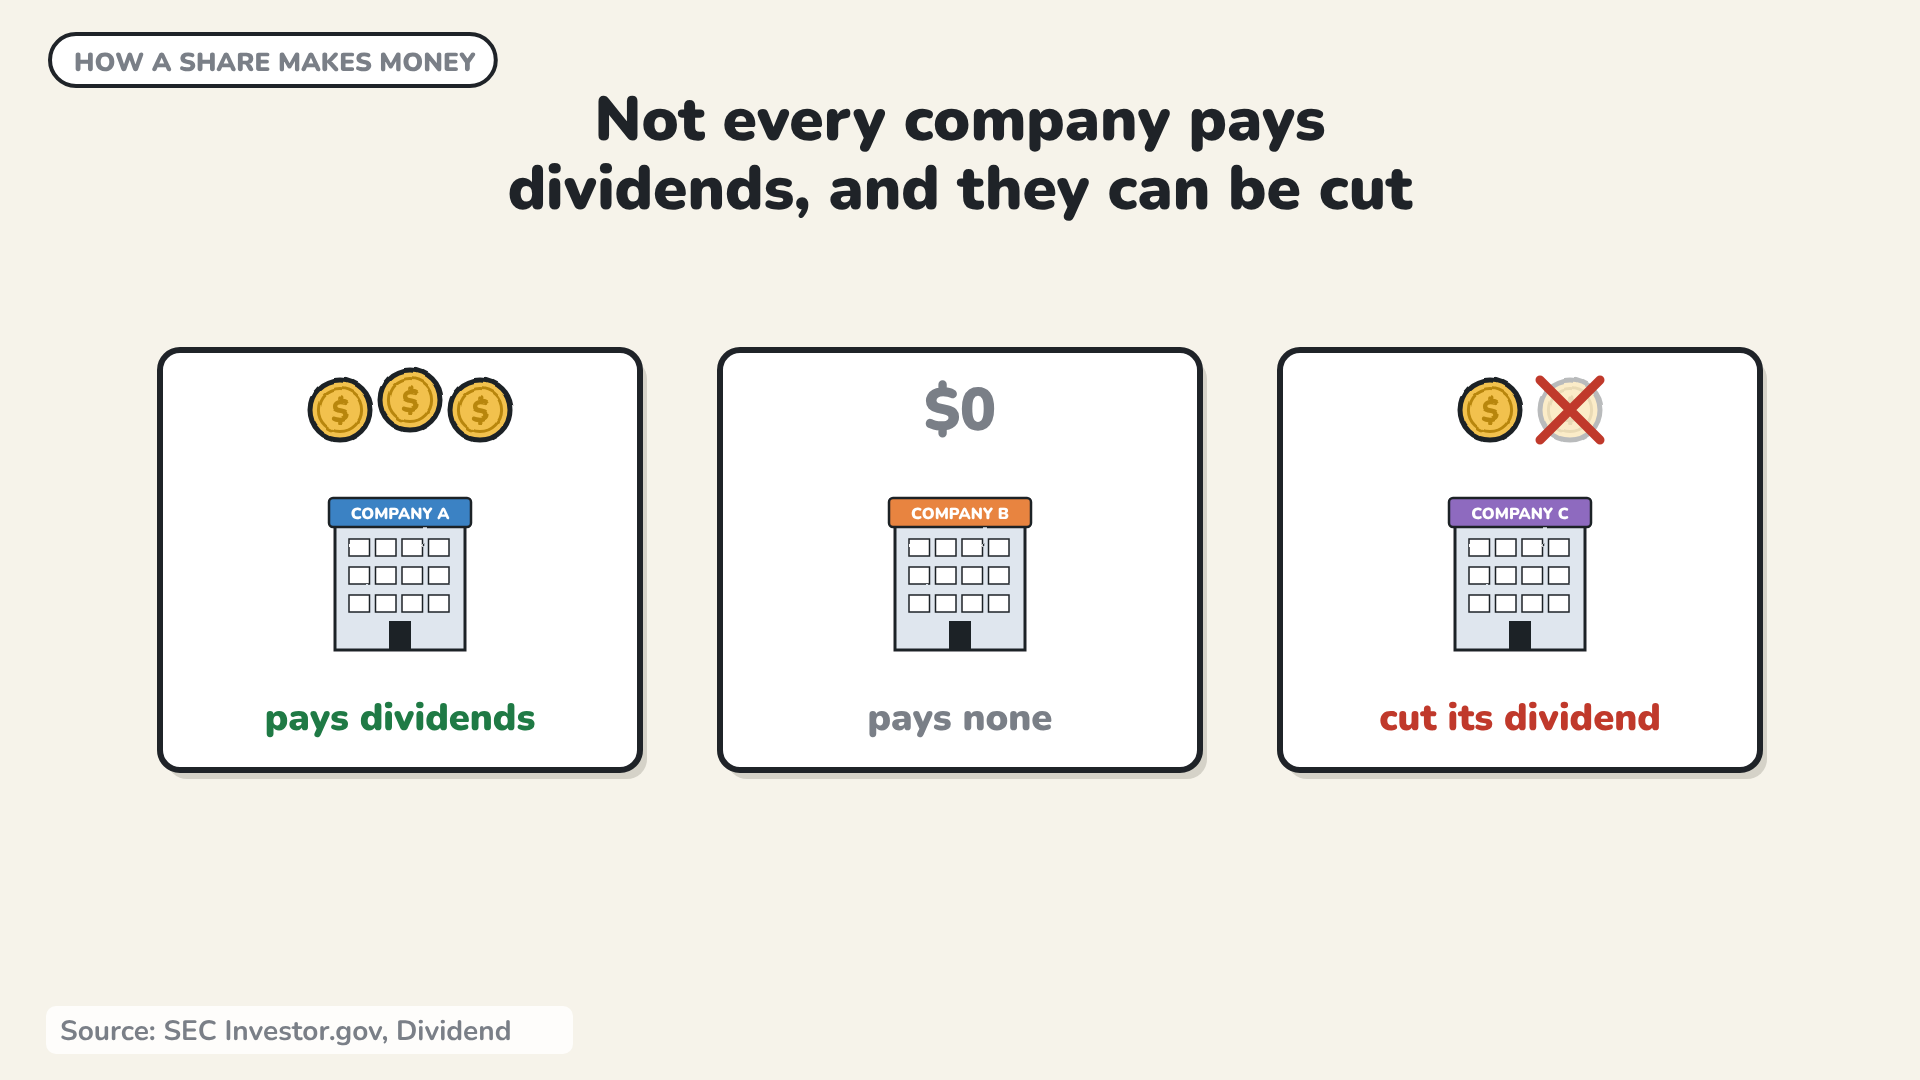 HOW A SHARE MAKES MONEY
Not every company pays
dividends, and they can be cut
$ $ $
$0
$
COMPANY A
COMPANY B
COMPANY C
pays dividends
pays none
cut its dividend
Source: SEC Investor.gov, Dividend